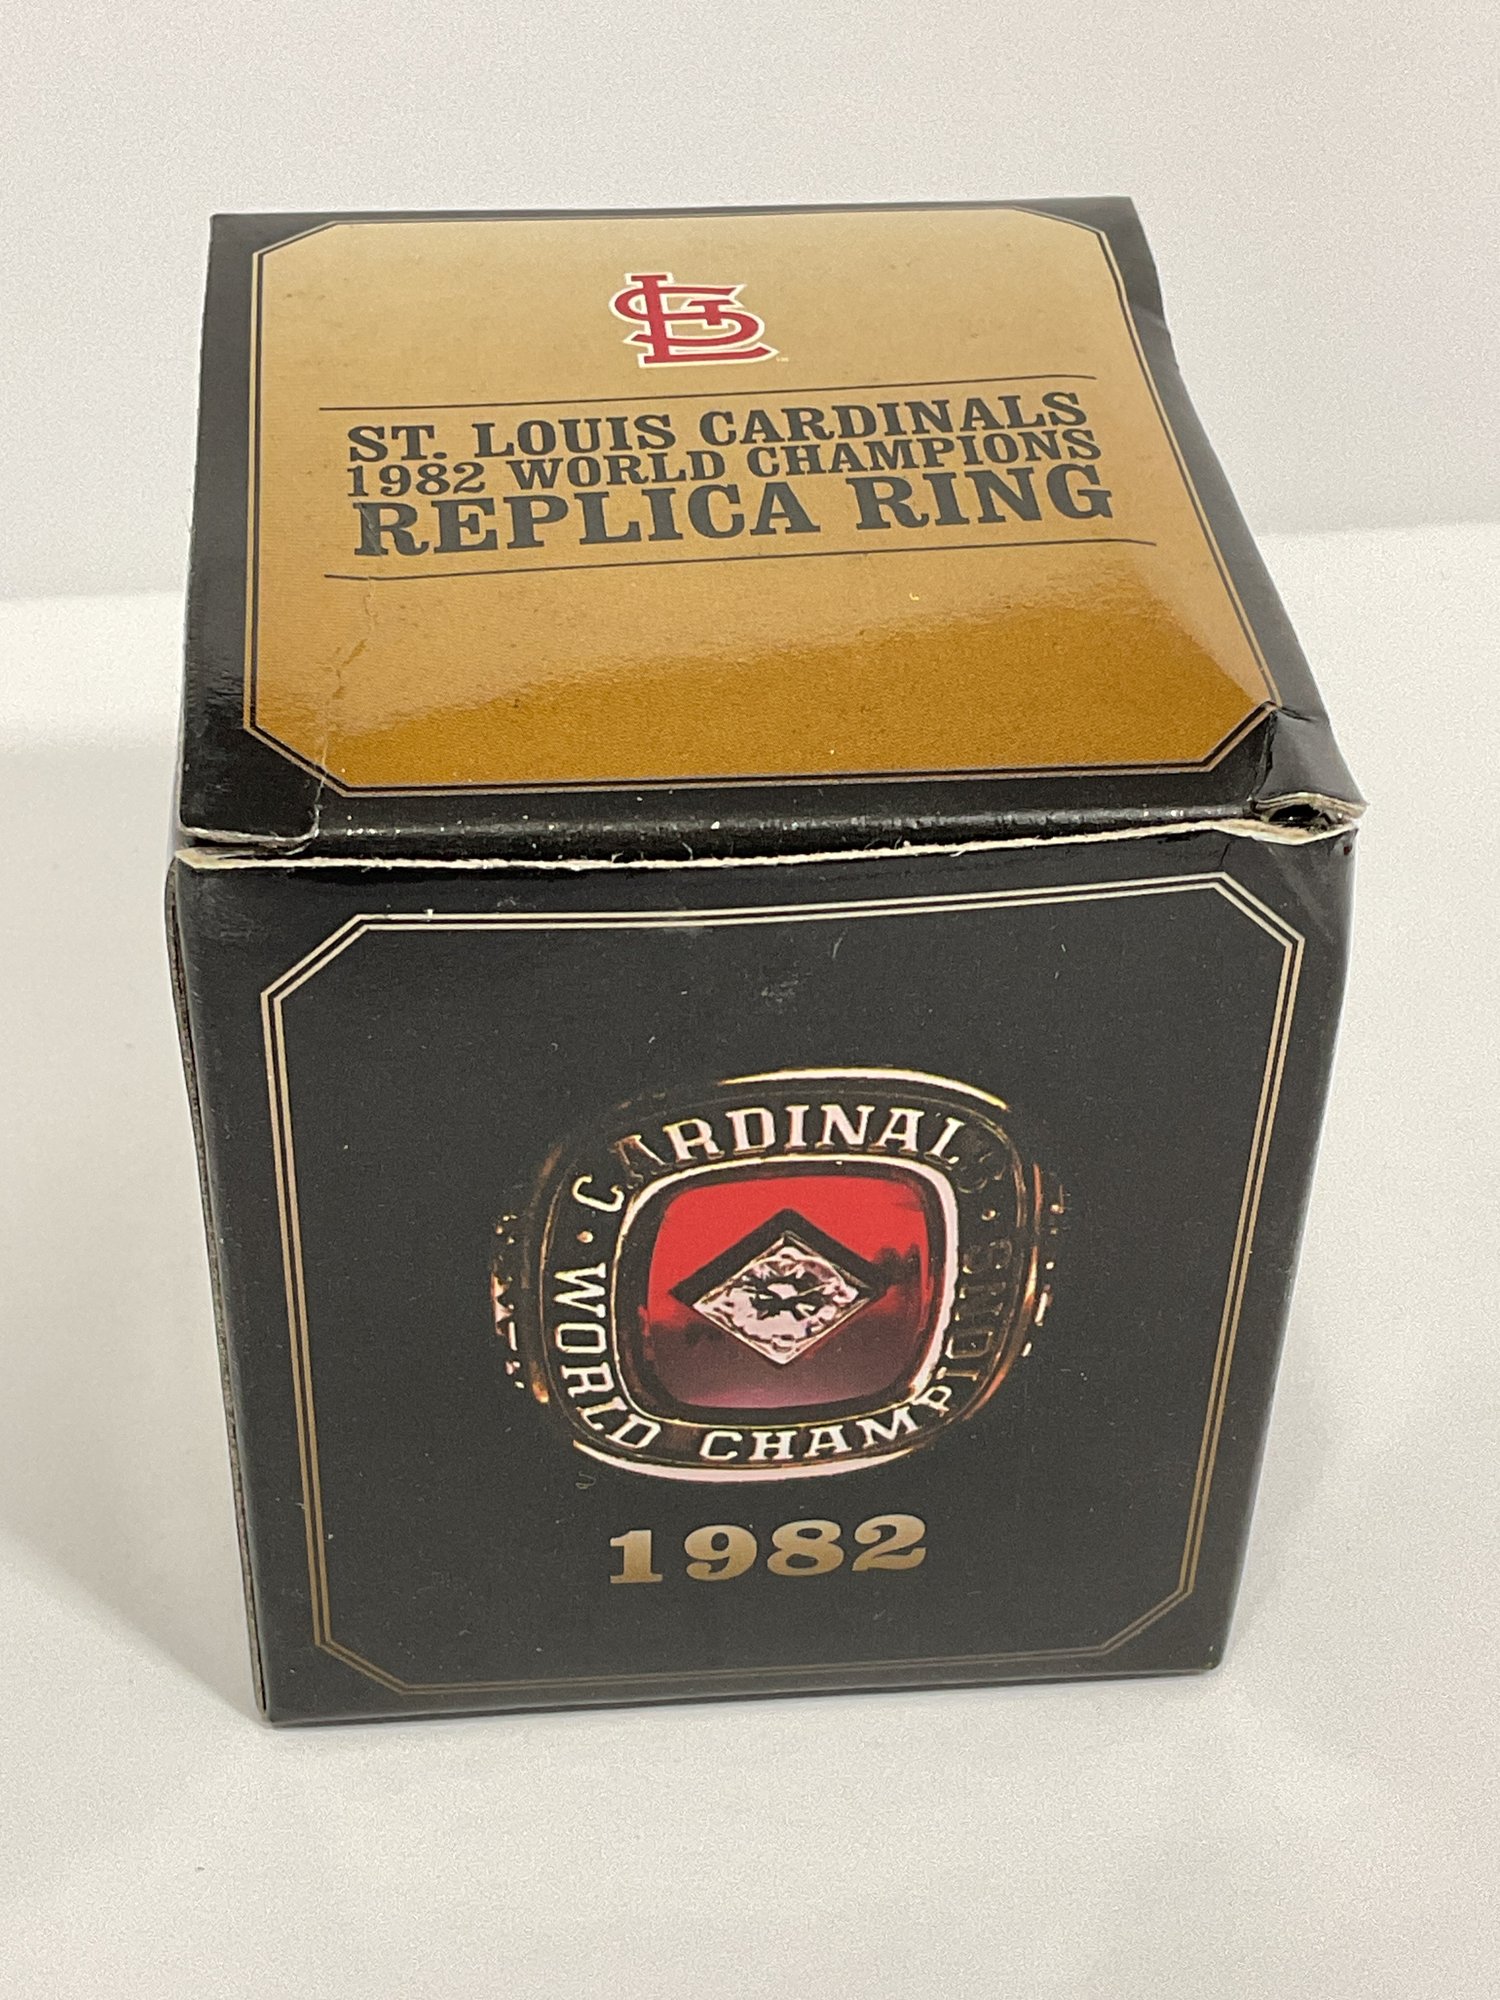 STL
ST. LOUIS CARDINALS
1982 WORLD CHAMPIONS
REPLICA RING
CARDINALS
WORLD CHAMPIONS
1982